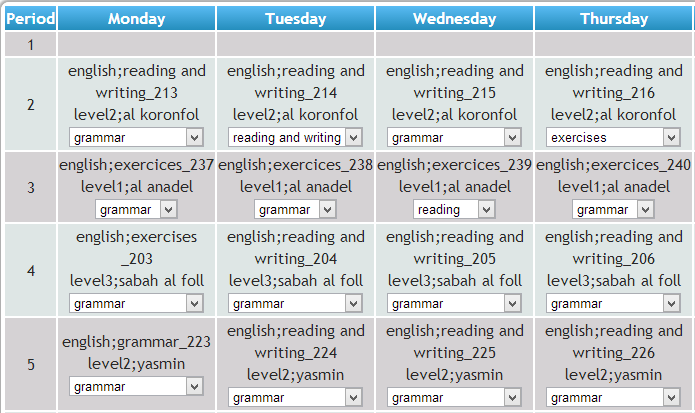 Period Monday Tuesday Wednesday Thursday
1
2
english;reading and
writing_213
level2;al koronfol
grammar
english;reading and
writing_214
level2;al koronfol
reading and writing
english;reading and
writing_215
level2;al koronfol
grammar
english;reading and
writing_216
level2;al koronfol
exercises
3
english;exercices_237
level1;al anadel
grammar
english;exercices_238
level1;al anadel
grammar
english;exercices_239
level1;al anadel
reading
english;exercices_240
level1;al anadel
grammar
4
english;exercises
_203
level3;sabah al foll
grammar
english;reading and
writing_204
level3;sabah al foll
grammar
english;reading and
writing_205
level3;sabah al foll
grammar
english;reading and
writing_206
level3;sabah al foll
grammar
5
english;grammar_223
level2;yasmin
grammar
english;reading and
writing_224
level2;yasmin
grammar
english;reading and
writing_225
level2;yasmin
grammar
english;reading and
writing_226
level2;yasmin
grammar